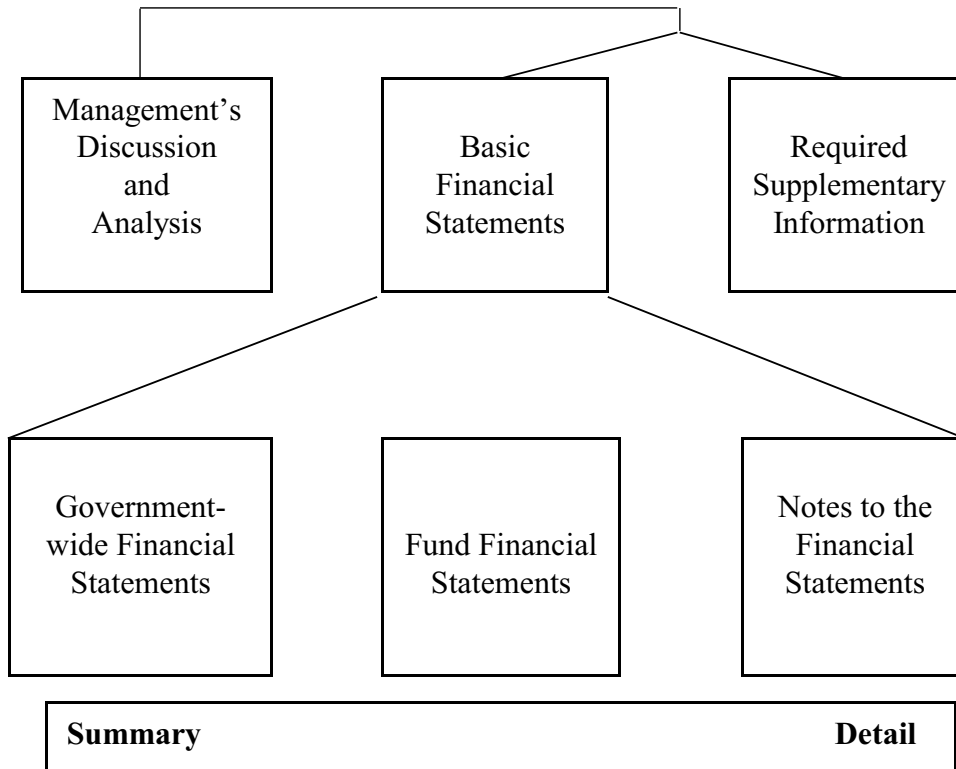 Management’s
Discussion
and
Analysis
Basic
Financial
Statements
Required
Supplementary
Information
Government-
wide Financial
Statements
Fund Financial
Statements
Notes to the
Financial
Statements
Summary Detail